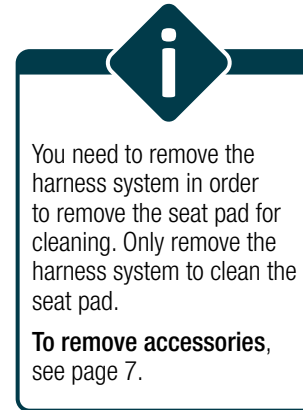 You need to remove the
harness system in order
to remove the seat pad for
cleaning. Only remove the
harness system to clean the
seat pad.
To remove accessories,
see page 7.